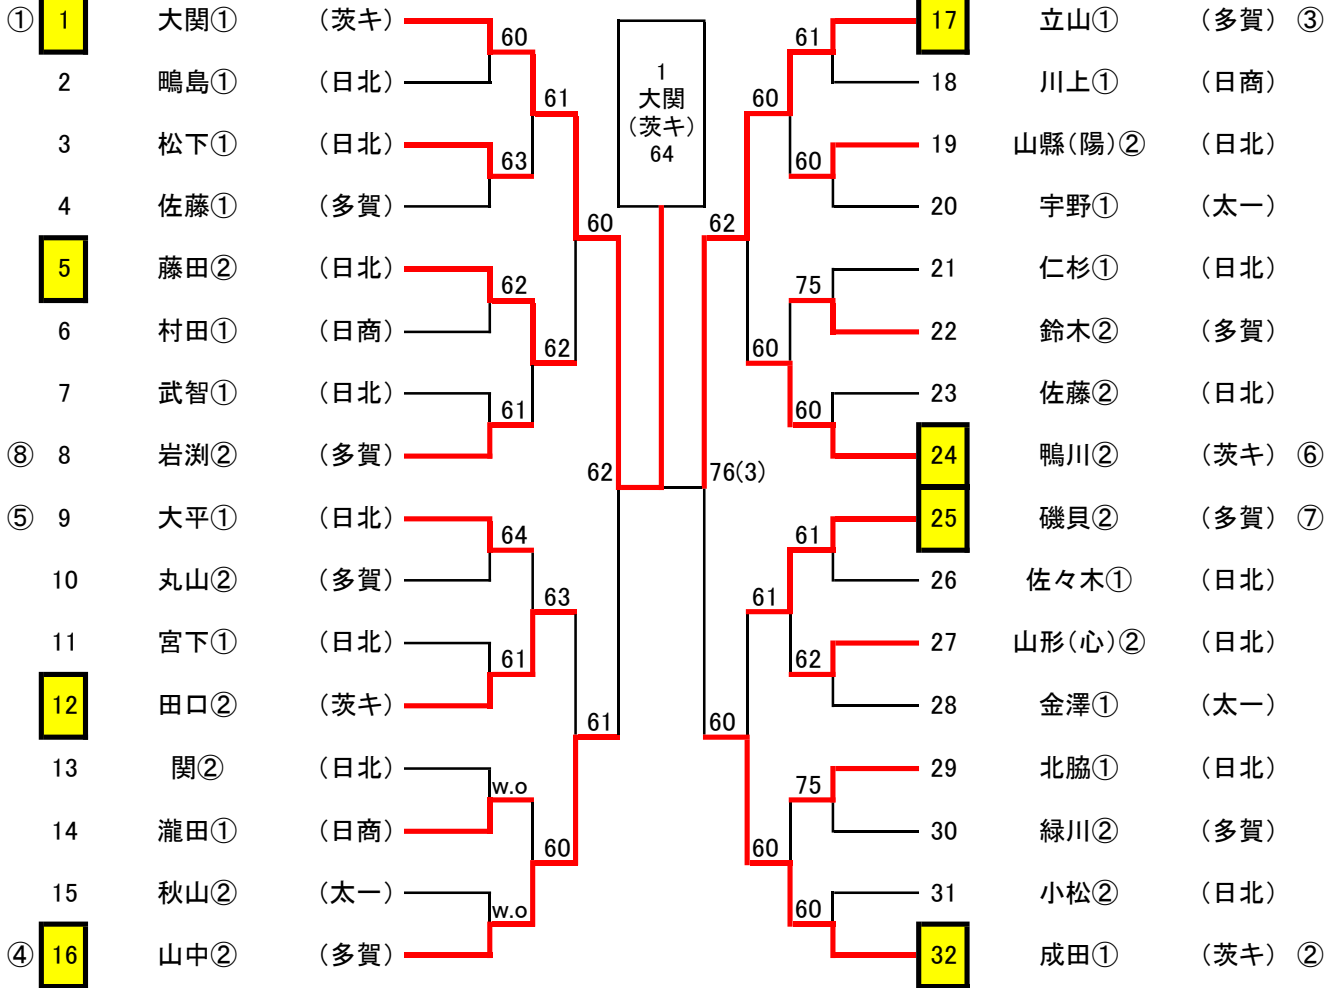 ① 1 大関① （茨キ） 17 立山① （多賀） ③
60 61
1
2 鴫島① （日北） 18 川上① （日商）
大関
61 60
（茨キ）
3 松下① （日北） 19 山縣（陽）② （日北）
64
63 60
4 佐藤① （多賀） 20 宇野① （太一）
60 62
5 藤田② （日北） 21 仁杉① （日北）
62 75
6 村田① （日商） 22 鈴木② （多賀）
62 60
7 武智① （日北） 23 佐藤② （日北）
61 60
⑧ 8 岩渕② （多賀） 24 鴨川② （茨キ） ⑥
62 76(3)
⑤ 9 大平① （日北） 25 磯貝② （多賀） ⑦
64 61
10 丸山② （多賀） 26 佐々木① （日北）
63 61
11 宮下① （日北） 27 山形（心）② （日北）
61 62
12 田口② （茨キ） 28 金澤① （太一）
61 60
13 関② （日北） 29 北脇① （日北）
w.o 75
14 瀧田① （日商） 30 緑川② （多賀）
60 60
15 秋山② （太一） 31 小松② （日北）
w.o 60
④ 16 山中② （多賀） 32 成田① （茨キ） ②